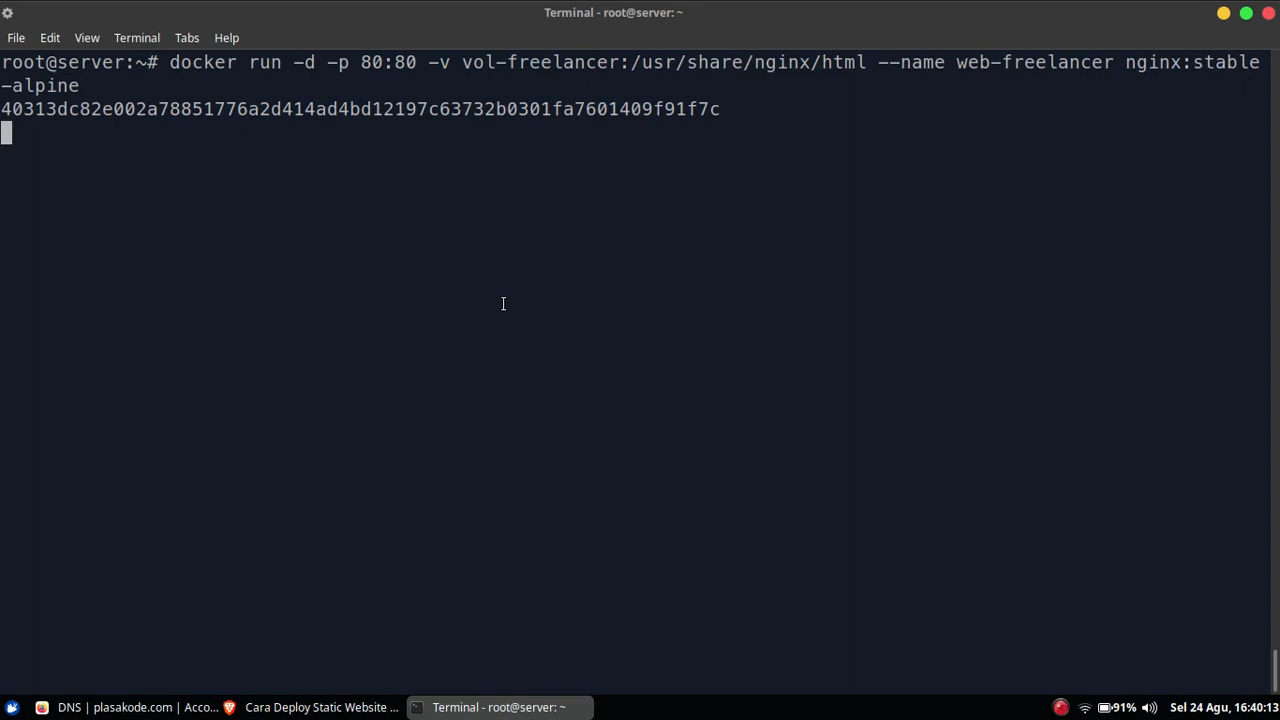 Terminal - root@server: ~
File Edit View Terminal Tabs Help
root@server:~# docker run -d -p 80:80 -v vol-freelancer:/usr/share/nginx/html --name web-freelancer nginx:stable
-alpine
40313dc82e002a78851776a2d414ad4bd12197c63732b0301fa7601409f91f7c
DNS | plasakode.com | Acco... Cara Deploy Static Website ... Terminal - root@server: ~ 91% Sel 24 Agu, 16:40:13